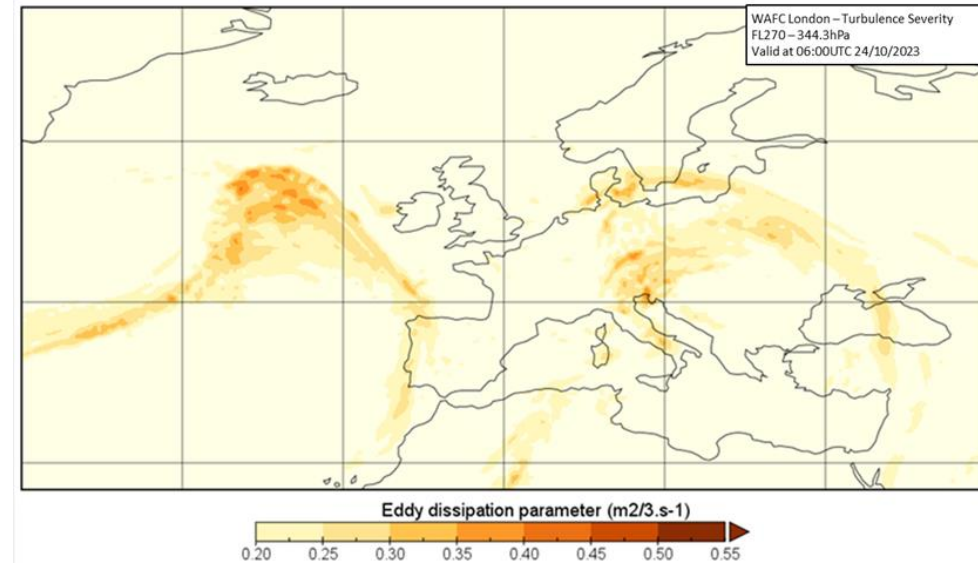 WAFC London – Turbulence Severity
FL270 – 344.3hPa
Valid at 06:00UTC 24/10/2023
Eddy dissipation parameter (m2/3.s-1)
0.20 0.25 0.30 0.35 0.40 0.45 0.50 0.55